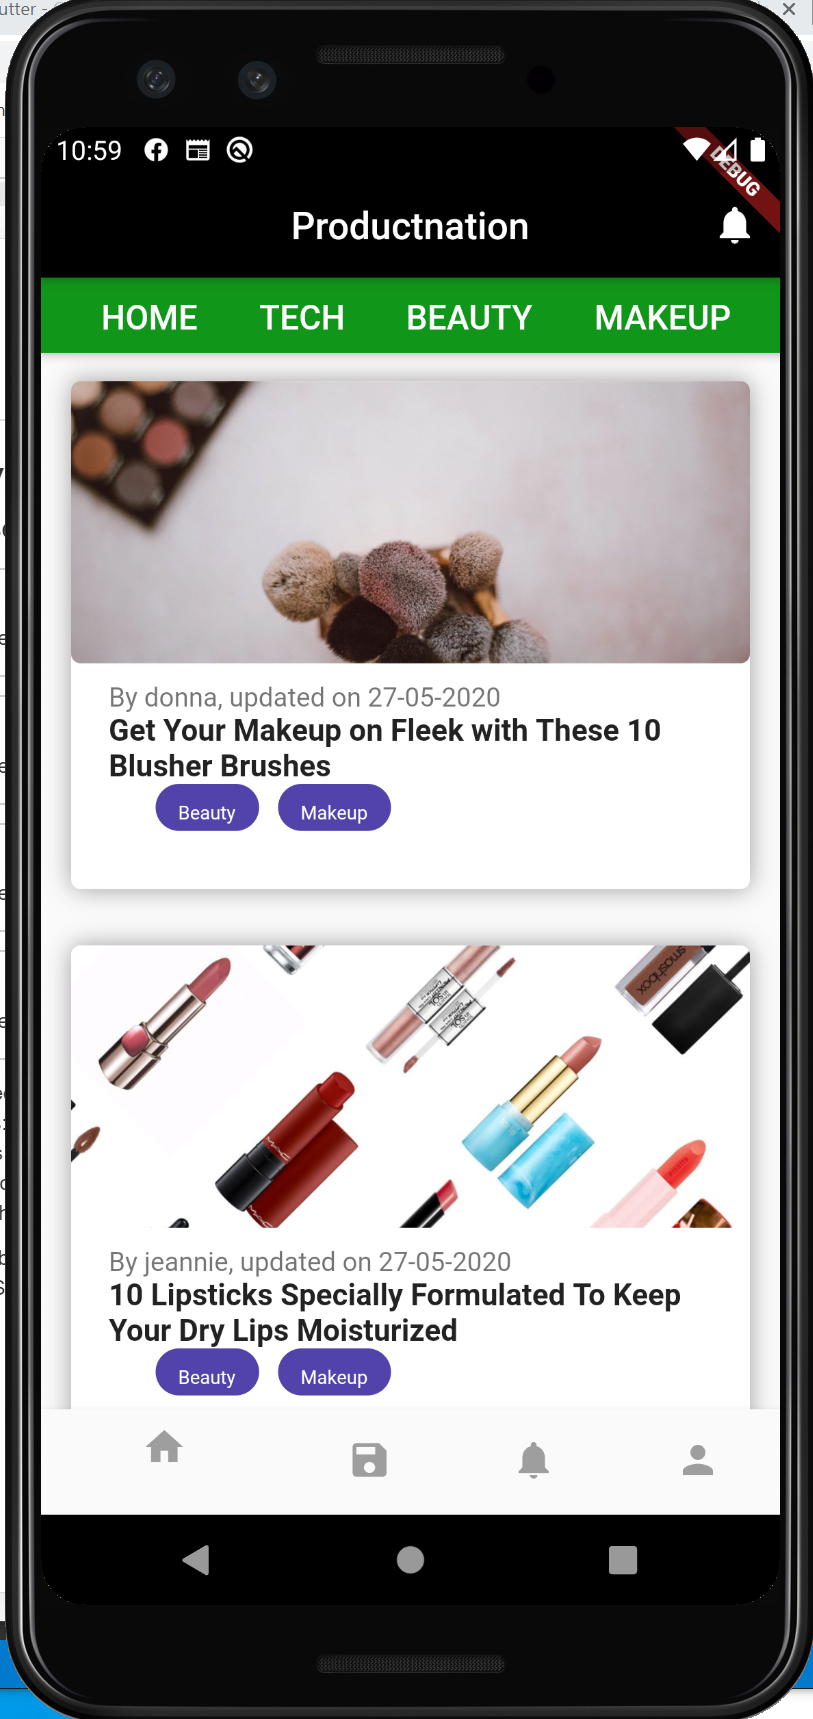 utter -
10:59
DEBUG
Productnation
HOME TECH BEAUTY MAKEUP
By donna, updated on 27-05-2020
Get Your Makeup on Fleek with These 10
Blusher Brushes
Beauty Makeup
smashbox
MAC
MAC
By jeannie, updated on 27-05-2020
10 Lipsticks Specially Formulated To Keep
Your Dry Lips Moisturized
Beauty Makeup